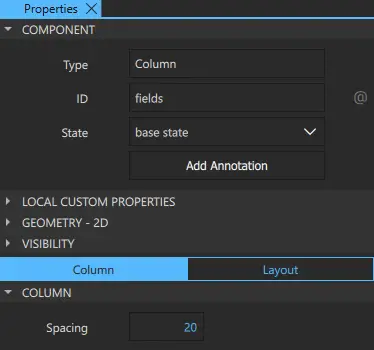 Properties
COMPONENT
Type Column
ID fields @
State base state
Add Annotation
LOCAL CUSTOM PROPERTIES
GEOMETRY - 2D
VISIBILITY
Column Layout
COLUMN
Spacing 20